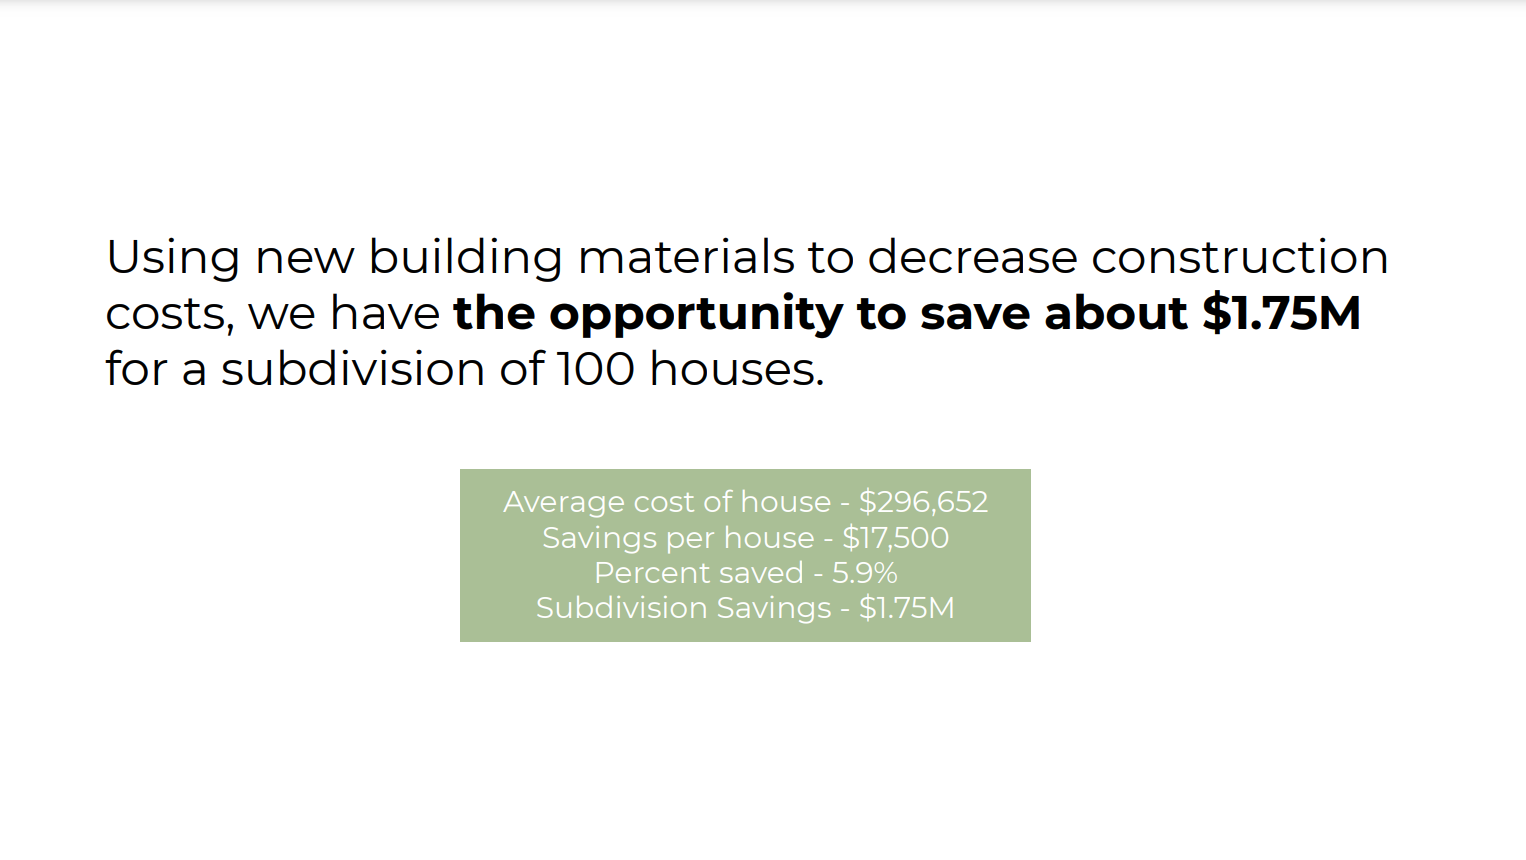 Using new building materials to decrease construction
costs, we have the opportunity to save about $1.75M
for a subdivision of 100 houses.
Average cost of house - $296,652
Savings per house - $17,500
Percent saved - 5.9%
Subdivision Savings - $1.75M